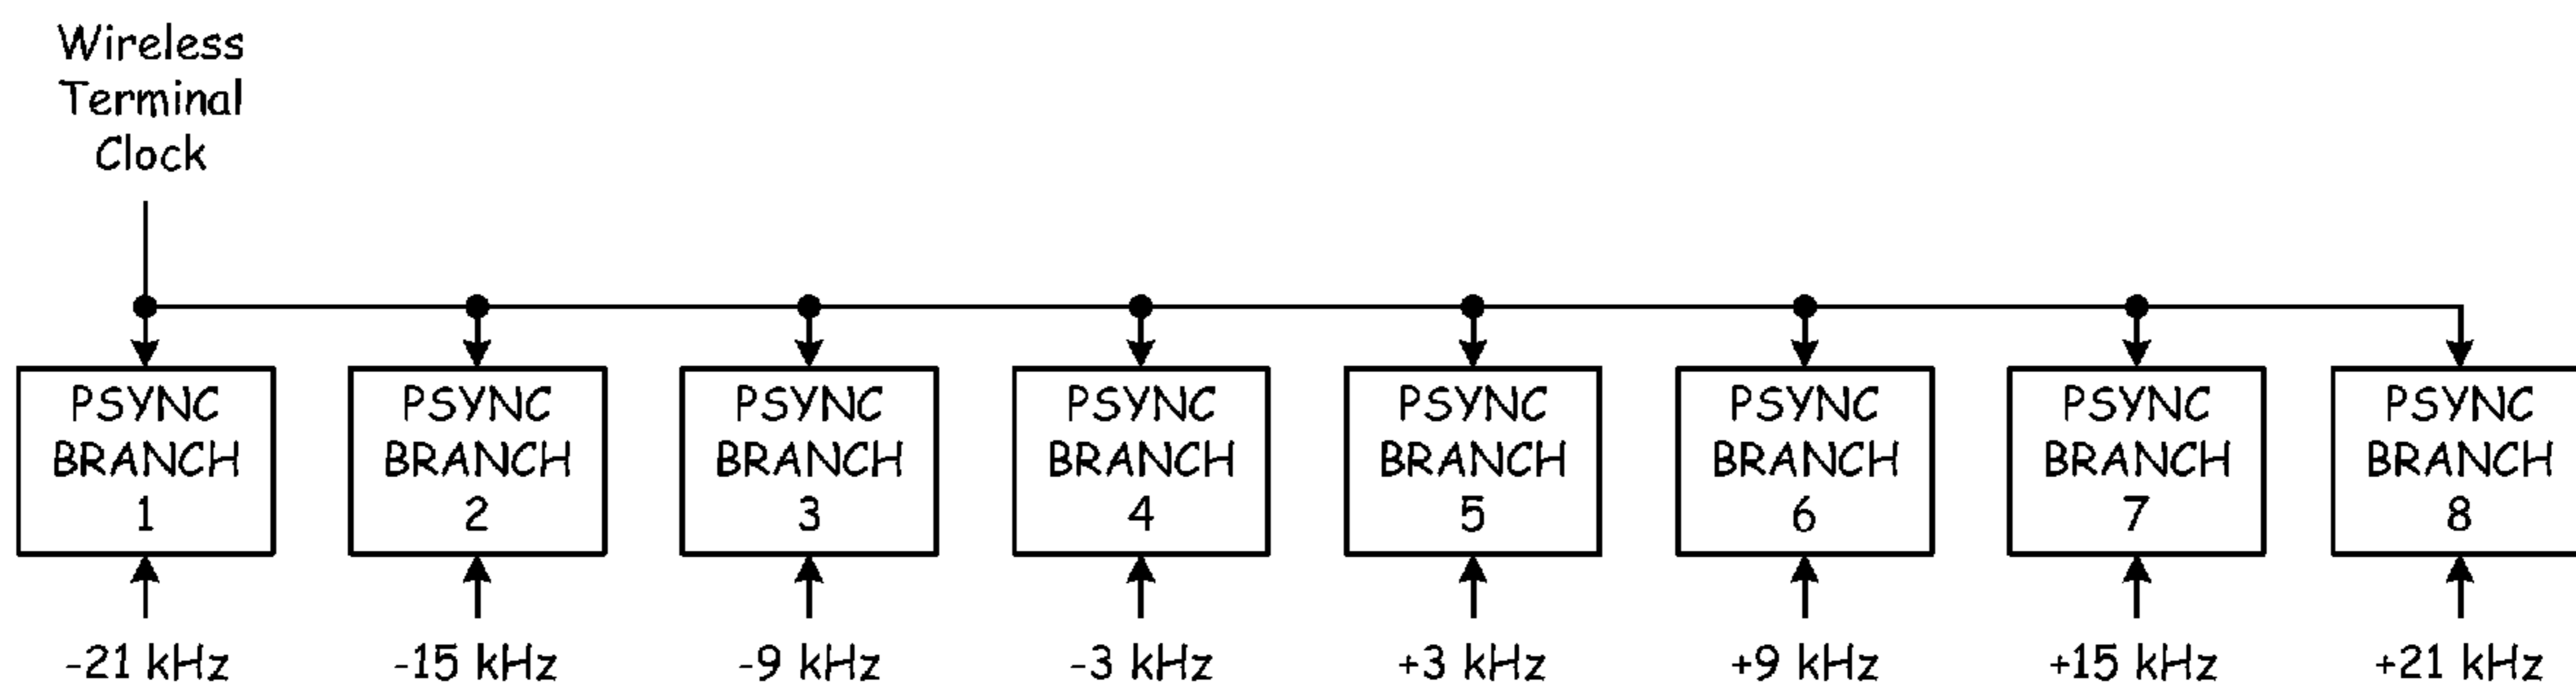 Wireless
Terminal
Clock
PSYNC
BRANCH
1
PSYNC
BRANCH
2
PSYNC
BRANCH
3
PSYNC
BRANCH
4
PSYNC
BRANCH
5
PSYNC
BRANCH
6
PSYNC
BRANCH
7
PSYNC
BRANCH
8
-21 kHz
-15 kHz
-9 kHz
-3 kHz
+3 kHz
+9 kHz
+15 kHz
+21 kHz